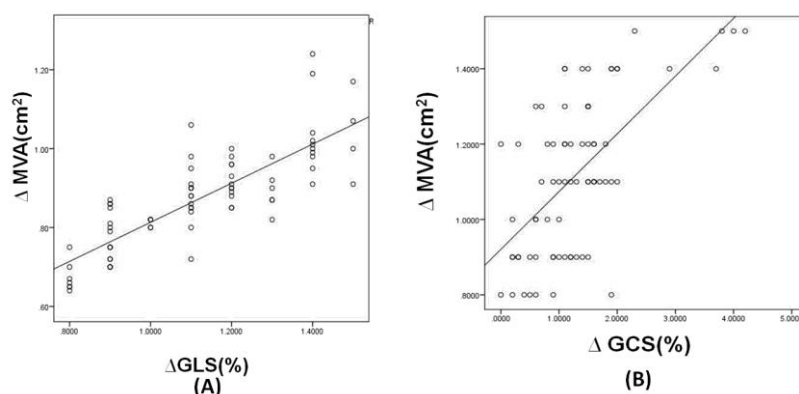 R
Δ MVA(cm²)
1.20
1.00
.80
.60
.8000 1.0000 1.2000 1.4000
ΔGLS(%)
(A)
Δ MVA(cm²)
1.4000
1.2000
1.0000
.8000
.0000 1.0000 2.0000 3.0000 4.0000 5.0000
Δ GCS(%)
(B)